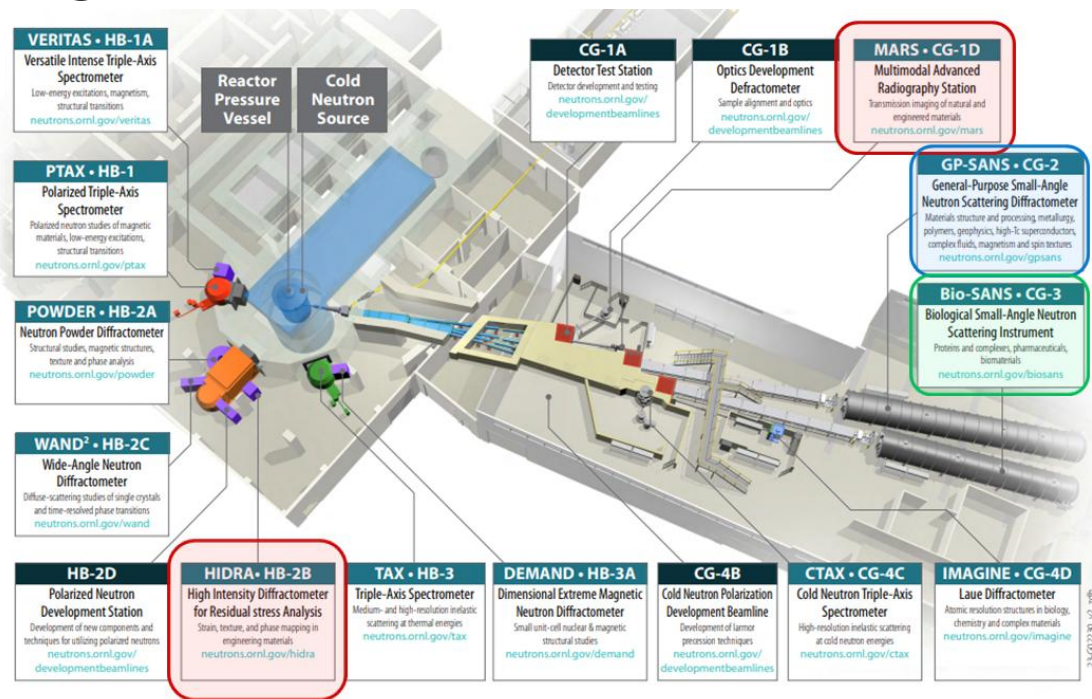 VERITAS • HB-1A
Versatile Intense Triple-Axis
Spectrometer
Low-energy excitations, magnetism,
structural transitions
neutrons.ornl.gov/veritas
Reactor
Pressure
Vessel
Cold
Neutron
Source
CG-1A
Detector Test Station
Detector development and testing
neutrons.ornl.gov/
developmentbeamlines
CG-1B
Optics Development
Defractometer
Sample alignment and optics
neutrons.ornl.gov/
developmentbeamlines
MARS • CG-1D
Multimodal Advanced
Radiography Station
Transmission imaging of natural and
engineered materials
neutrons.ornl.gov/mars
PTAX • HB-1
Polarized Triple-Axis
Spectrometer
Polarized neutron studies of magnetic
materials, low-energy excitations,
structural transitions
neutrons.ornl.gov/ptax
GP-SANS • CG-2
General-Purpose Small-Angle
Neutron Scattering Diffractometer
Materials structure and processing, metallurgy,
polymers, geophysics, high-Tc superconductors,
complex fluids, magnetism and spin textures
neutrons.ornl.gov/gpsans
POWDER • HB-2A
Neutron Powder Diffractometer
Structural studies, magnetic structures,
texture and phase analysis
neutrons.ornl.gov/powder
Bio-SANS • CG-3
Biological Small-Angle Neutron
Scattering Instrument
Proteins and complexes, pharmaceuticals,
biomaterials
neutrons.ornl.gov/biosans
WAND² • HB-2C
Wide-Angle Neutron
Diffractometer
Diffuse-scattering studies of single crystals
and time-resolved phase transitions
neutrons.ornl.gov/wand
HB-2D
Polarized Neutron
Development Station
Development of new components and
techniques for utilizing polarized neutrons
neutrons.ornl.gov/
developmentbeamlines
HIDRA • HB-2B
High Intensity Diffractometer
for Residual stress Analysis
Strain, texture, and phase mapping in
engineering materials
neutrons.ornl.gov/hidra
TAX • HB-3
Triple-Axis Spectrometer
Medium- and high-resolution inelastic
scattering at thermal energies
neutrons.ornl.gov/tax
DEMAND • HB-3A
Dimensional Extreme Magnetic
Neutron Diffractometer
Small unit-cell nuclear & magnetic
structural studies
neutrons.ornl.gov/demand
CG-4B
Cold Neutron Polarization
Development Beamline
Development of larmor
precession techniques
neutrons.ornl.gov/
developmentbeamlines
CTAX • CG-4C
Cold Neutron Triple-Axis
Spectrometer
High-resolution inelastic scattering
at cold neutron energies
neutrons.ornl.gov/ctax
IMAGINE • CG-4D
Laue Diffractometer
Atomic resolution structures in biology,
chemistry and complex materials
neutrons.ornl.gov/imagine